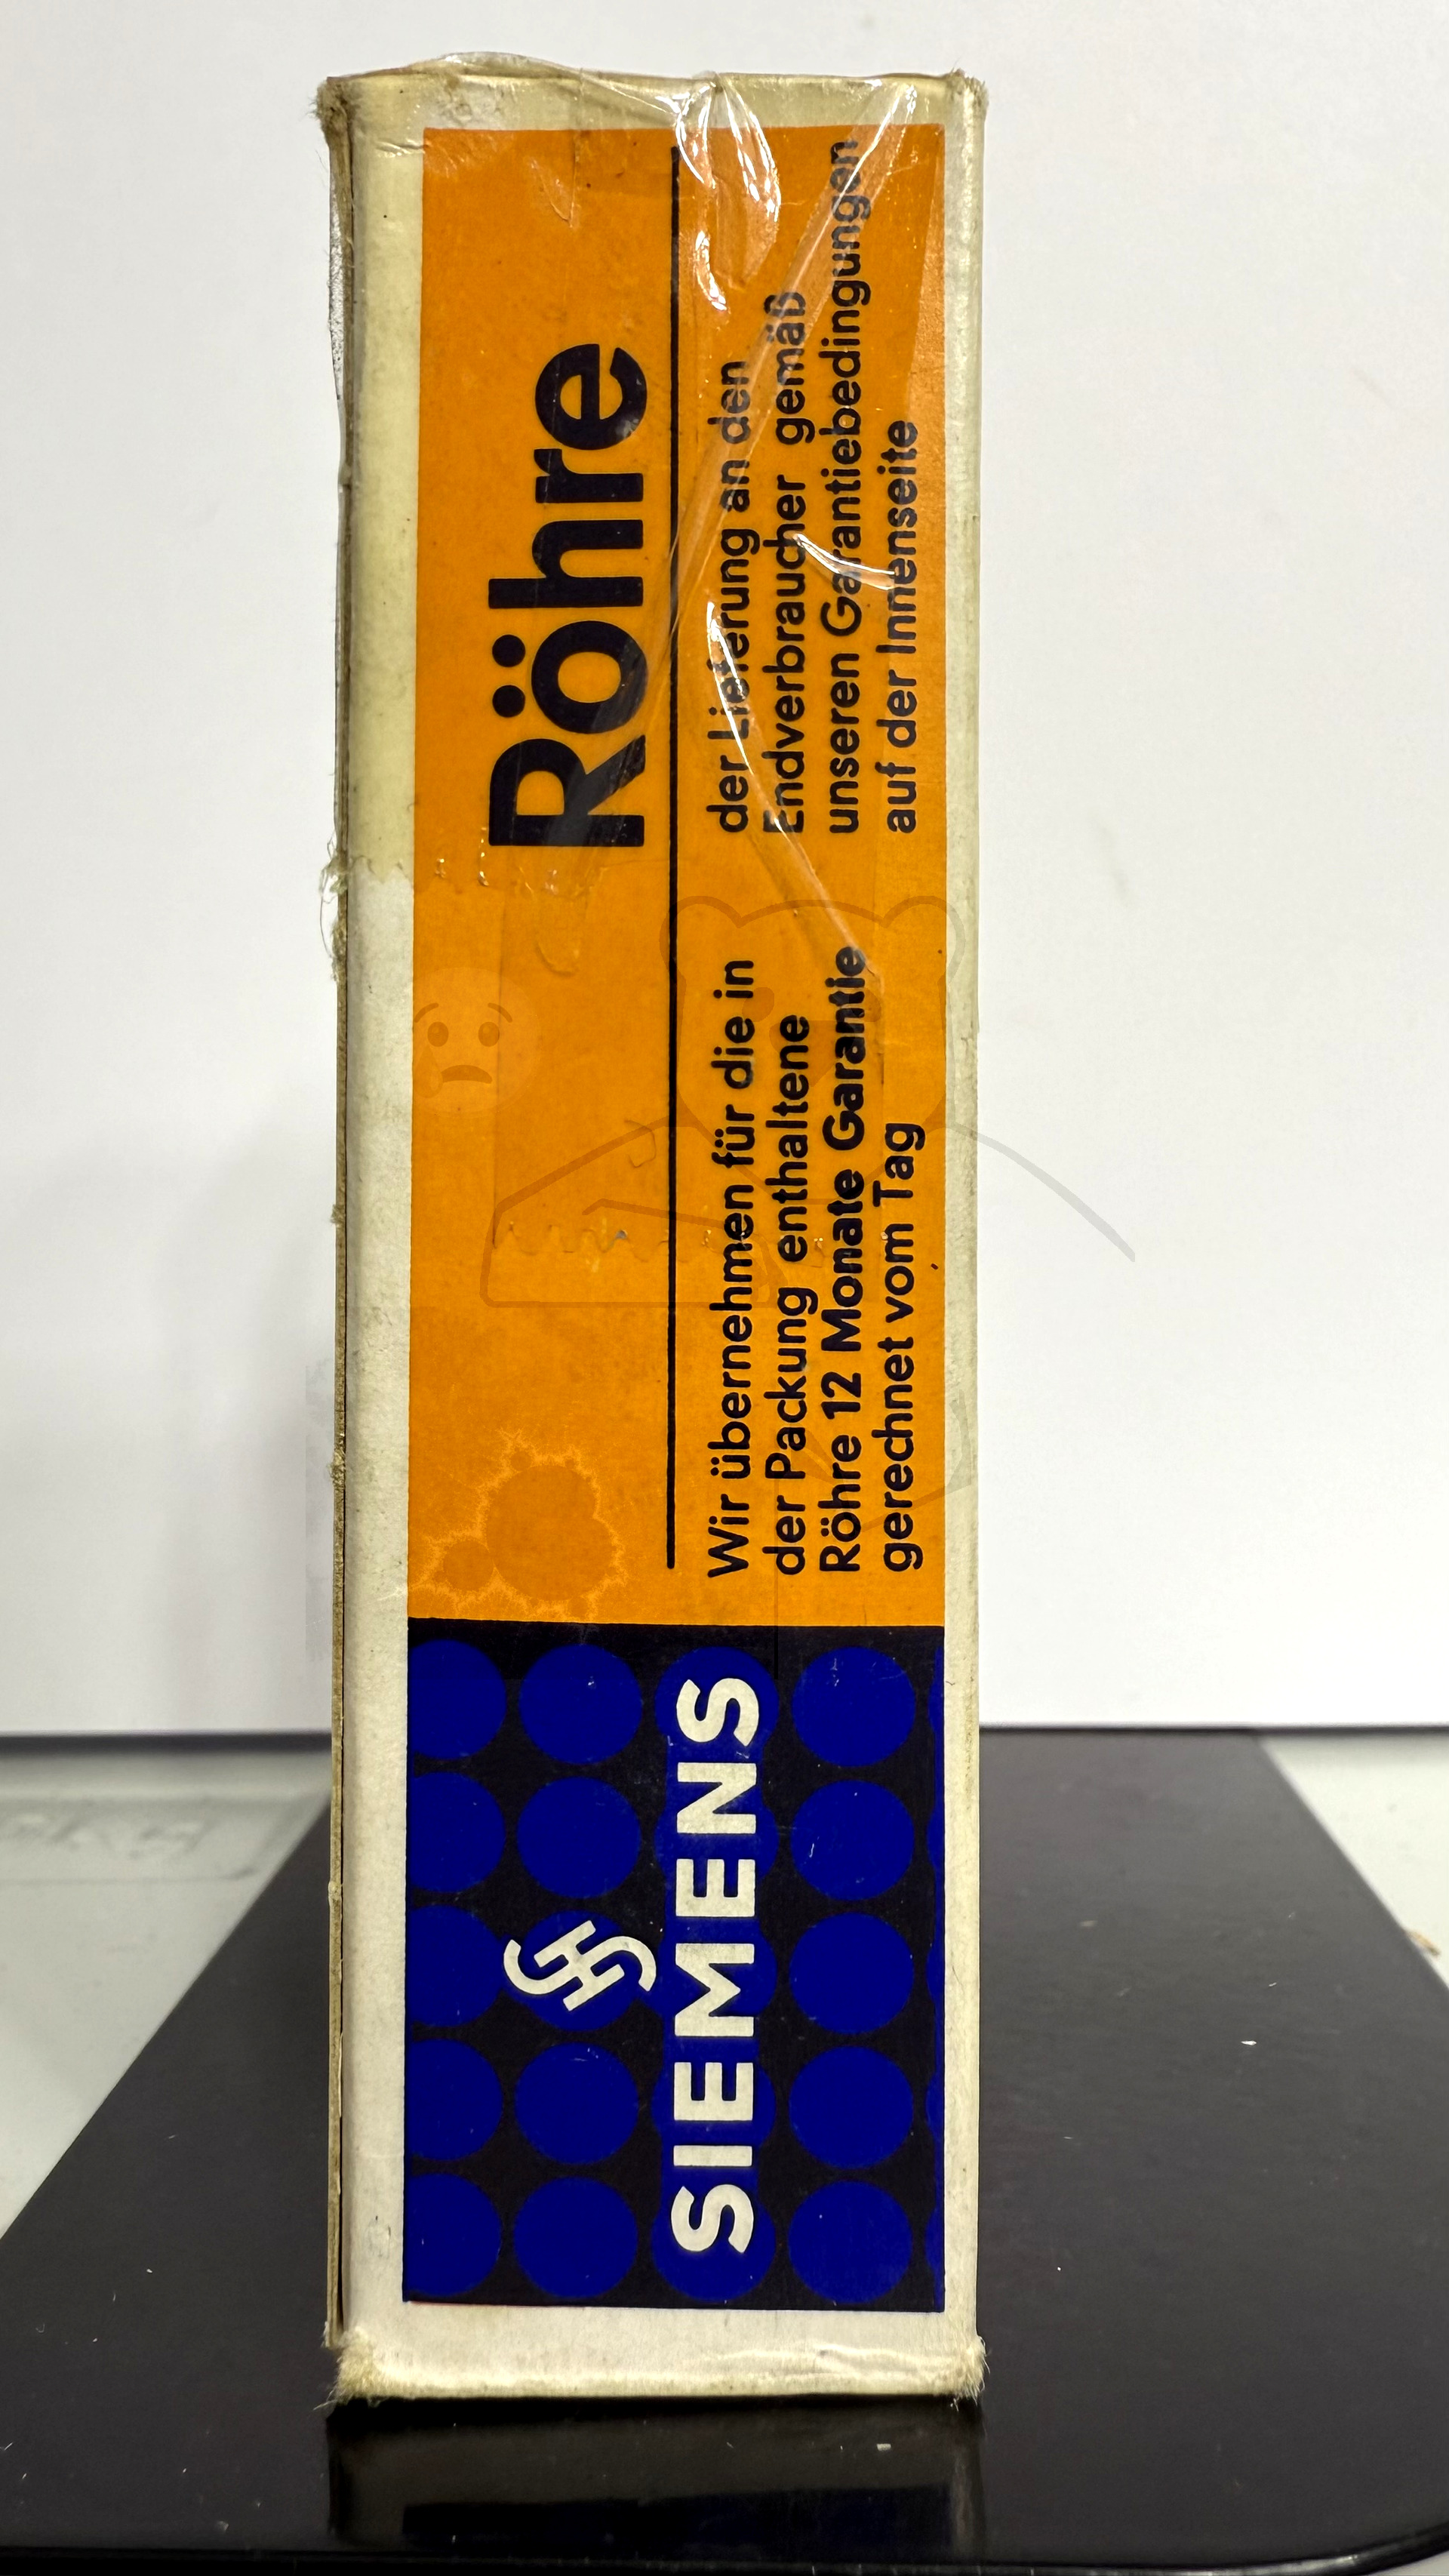 Röhre
Wir übernehmen für die in
der Packung enthaltene
Röhre 12 Monate Garantie
gerechnet vom Tag
der Lieferung an den
Endverbraucher gemäß
unseren Garantiebedingungen
auf der Innenseite
SIEMENS